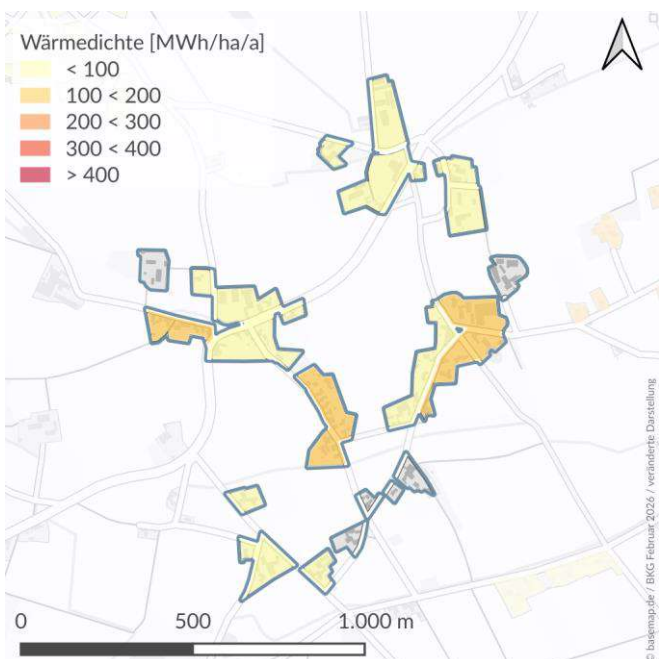 Wärmedichte [MWh/ha/a]
< 100
100 < 200
200 < 300
300 < 400
> 400
0 500 1.000 m
© basemap.de / BKG Februar 2026 / veränderte Darstellung